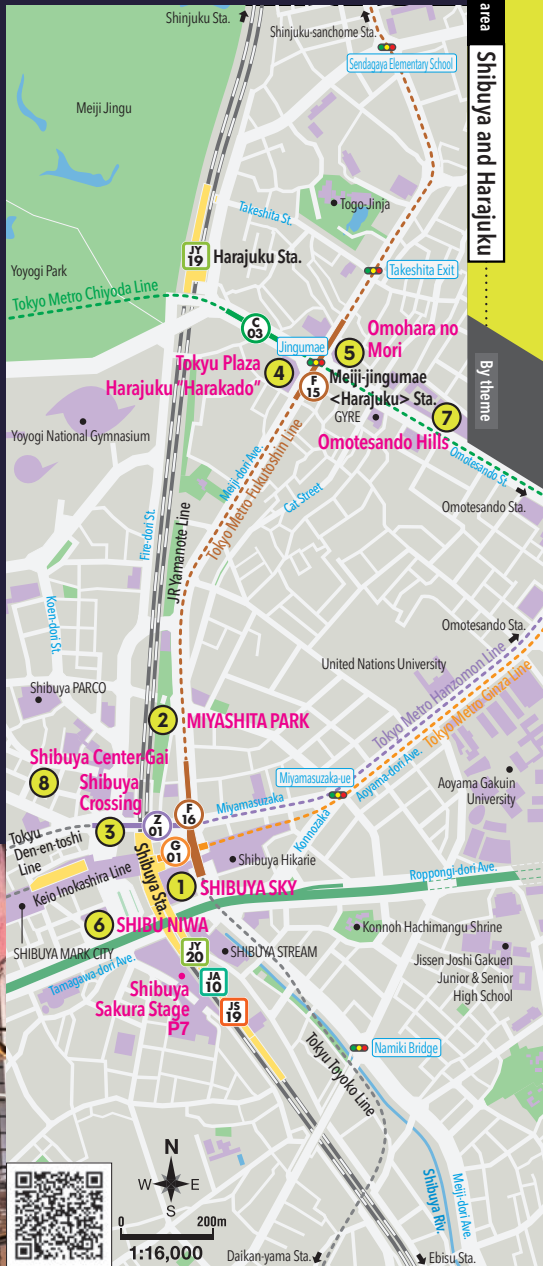 Shinjuku Sta.
Shinjuku-sanchome Sta.
area
Shibuya and Harajuku
By theme
Sendagaya Elementary School
Meiji Jingu
Togo-Jinja
Takeshita St.
JY
19
Harajuku Sta.
Takeshita Exit
Yoyogi Park
Tokyo Metro Chiyoda Line
C
03
Omohara no
Mori
5
Jingumae
Tokyu Plaza
Harajuku "Harakado"
4
F
15
Meiji-jingumae
<Harajuku> Sta.
GYRE
7
Omotesando Hills
Yoyogi National Gymnasium
Omotesando St.
Meiji-dori Ave.
Tokyo Metro Fukutoshin Line
Cat Street
Omotesando Sta.
Fire-dori St.
JR Yamanote Line
Koen-dori St.
Omotesando Sta.
United Nations University
Tokyo Metro Hanzomon Line
Tokyo Metro Ginza Line
Shibuya PARCO
2
MIYASHITA PARK
Shibuya Center-Gai
8
Shibuya
Crossing
Miyamasuzaka-ue
Aoyama-dori Ave.
Aoyama Gakuin
University
Miyamasuzaka
Konnozaka
3
Z
01
F
16
G
01
Tokyu
Den-en-toshi
Line
Keio Inokashira Line
Shibuya Sta.
Shibuya Hikarie
Roppongi-dori Ave.
1
SHIBUYA SKY
6
SHIBU NIWA
SHIBUYA MARK CITY
Konnoh Hachimangu Shrine
20
SHIBUYA STREAM
Jissen Joshi Gakuen
Junior & Senior
High School
Tamagawa-dori Ave.
JA
10
Shibuya
Sakura Stage
P7
JS
19
Tokyu Toyoko Line
Namiki Bridge
Shibuya Riv.
Meiji-dori Ave.
N
W
E
S
0
200m
1:16,000
Daikan-yama Sta.
Ebisu Sta.